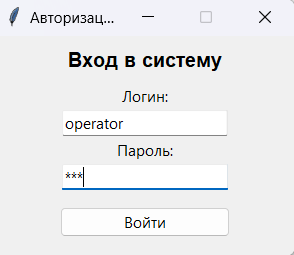 Авторизац...
Вход в систему
Логин:
operator
Пароль:
***
Войти